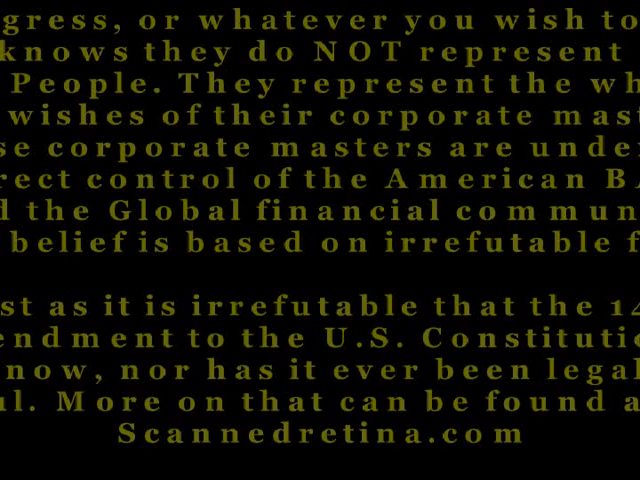 gress, or whatever you wish to
knows they do NOT represent
People. They represent the wh
wishes of their corporate mast
se corporate masters are under
rect control of the American BA
d the Global financial commun
belief is based on irrefutable f
st as it is irrefutable that the 14
endment to the U.S. Constitutio
now, nor has it ever been legal
ul. More on that can be found a
Scannedretina.com